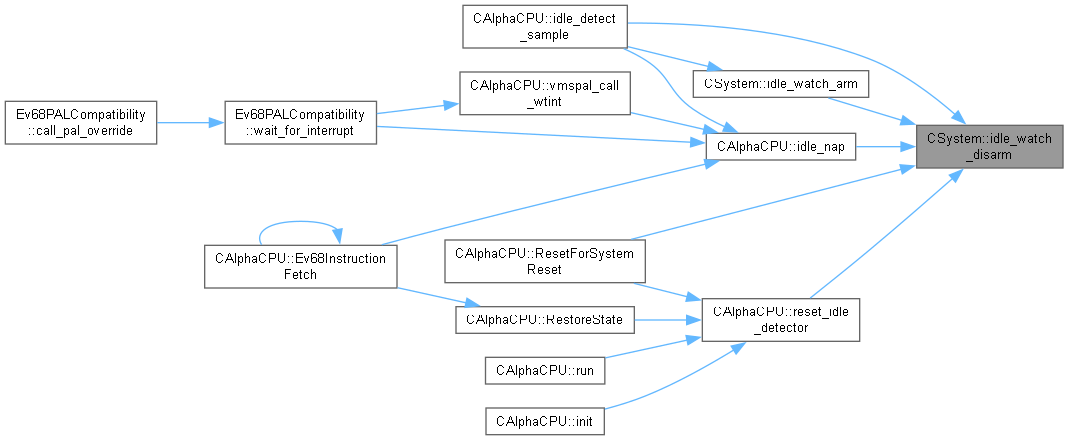 CAlphaCPU::idle_detect
_sample
CSystem::idle_watch_arm
CAlphaCPU::vmspal_call
_wtint
Ev68PALCompatibility
::call_pal_override
Ev68PALCompatibility
::wait_for_interrupt
CAlphaCPU::idle_nap
CSystem::idle_watch
_disarm
CAlphaCPU::Ev68Instruction
Fetch
CAlphaCPU::ResetForSystem
Reset
CAlphaCPU::RestoreState
CAlphaCPU::reset_idle
_detector
CAlphaCPU::run
CAlphaCPU::init